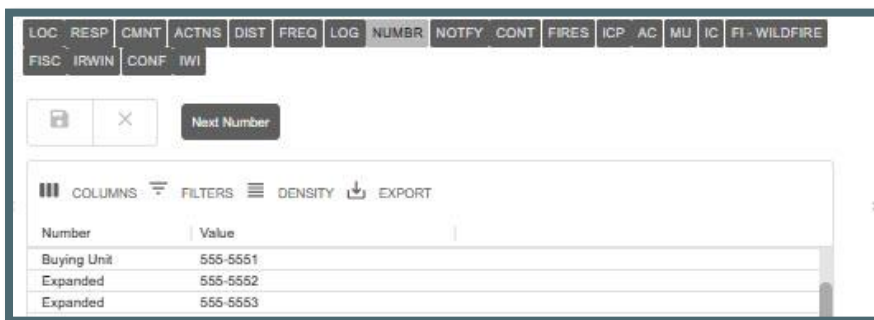 LOC RESP CMNT ACTNS DIST FREQ LOG NUMBR NOTFY CONT FIRES ICP AC MU IC FI - WILDFIRE
FISC IRWIN CONF IWI
Next Number
COLUMNS FILTERS DENSITY EXPORT
Number Value
Buying Unit 555-5551
Expanded 555-5552
Expanded 555-5553